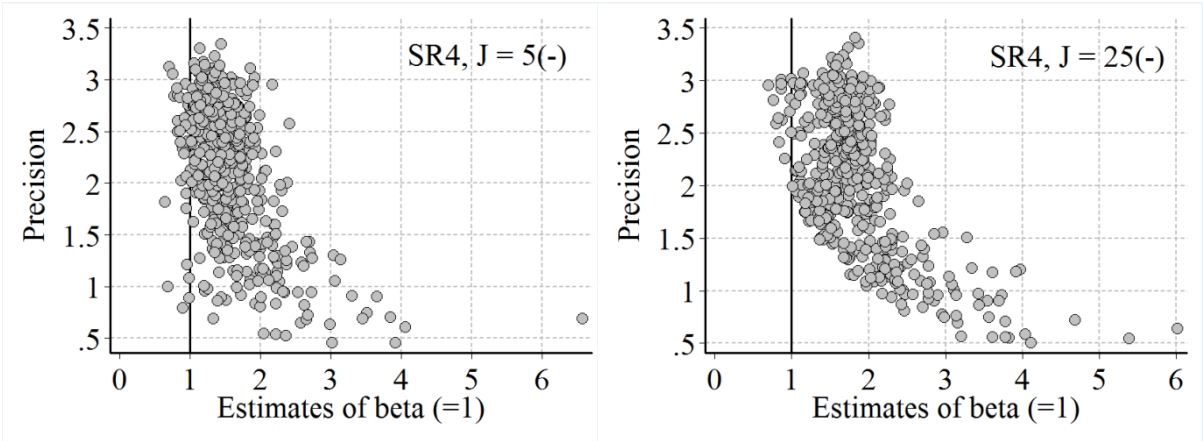 SR4, J = 5(-)
Precision
3.5
3
2.5
2
1.5
1
.5
0 1 2 3 4 5 6
Estimates of beta (=1)
SR4, J = 25(-)
Precision
3.5
3
2.5
2
1.5
1
.5
0 1 2 3 4 5 6
Estimates of beta (=1)